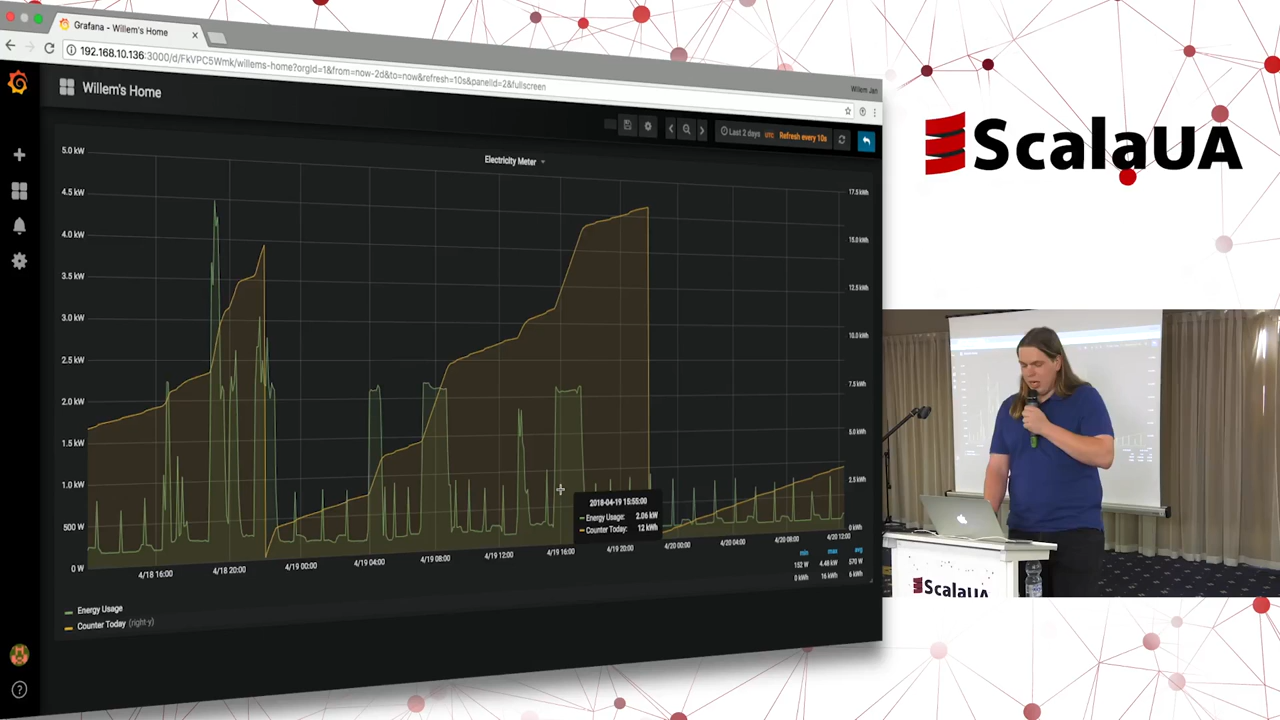 Grafana - Willem's Home
192.168.10.136:3000/d/FkVPC5Wmk/willems-home?orgId=1&from=now-2d&to=now&refresh=10s&panelId=2&fullscreen
Willem Jan
Willem's Home
Last 2 days UTC Refresh every 10s
Electricity Meter
5.0 kW
4.5 kW
4.0 kW
3.5 kW
3.0 kW
2.5 kW
2.0 kW
1.5 kW
1.0 kW
500 W
0 W
17.5 kWh
15.0 kWh
12.5 kWh
10.0 kWh
7.5 kWh
5.0 kWh
2.5 kWh
0 kWh
4/18 16:00 4/18 20:00 4/19 00:00 4/19 04:00 4/19 08:00 4/19 12:00 4/19 16:00 4/19 20:00 4/20 00:00 4/20 04:00 4/20 08:00 4/20 12:00
2018-04-19 15:55:00
Energy Usage: 2.06 kW
Counter Today: 12 kWh
min max avg
152 W 4.48 kW 570 W
0 kWh 16 kWh 6 kWh
Energy Usage
Counter Today (right-y)
ScalaUA
ScalaUA